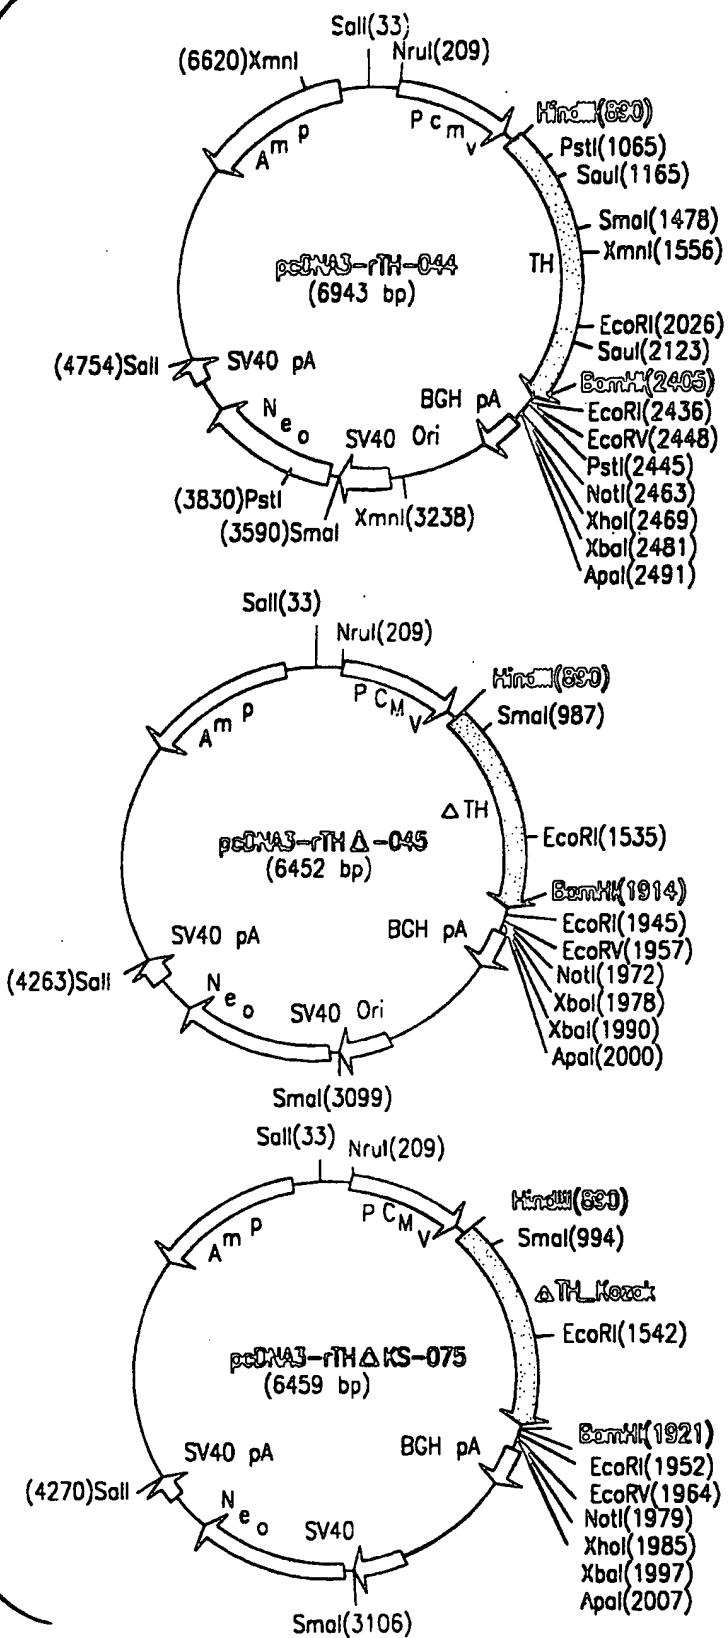 SalI(33)
NruI(209)
(6620)XmnI
Amp
Pcmv
HindIII(890)
PstI(1065)
SauI(1165)
SmaI(1478)
XmnI(1556)
TH
pcDNA3-rTH-044
(6943 bp)
EcoRI(2026)
SauI(2123)
BamHI(2405)
EcoRI(2436)
EcoRV(2448)
PstI(2445)
NotI(2463)
XhoI(2469)
XbaI(2481)
ApaI(2491)
BGH pA
XmnI(3238)
SV40 Ori
(3590)SmaI
(3830)PstI
Neo
SV40 pA
(4754)SalI
SalI(33)
NruI(209)
Amp
PCMV
HindIII(890)
SmaI(987)
Δ TH
pcDNA3-rTH Δ -045
(6452 bp)
EcoRI(1535)
BamHI(1914)
EcoRI(1945)
EcoRV(1957)
NotI(1972)
XboI(1978)
XbaI(1990)
ApaI(2000)
BGH pA
SV40 Ori
SmaI(3099)
Neo
SV40 pA
(4263)SalI
SalI(33)
NruI(209)
Amp
PCMV
HindIII(890)
SmaI(994)
ΔTH_Kozak
EcoRI(1542)
pcDNA3-rTH Δ KS-075
(6459 bp)
BamHI(1921)
EcoRI(1952)
EcoRV(1964)
NotI(1979)
XhoI(1985)
XbaI(1997)
ApaI(2007)
BGH pA
SV40
SmaI(3106)
Neo
SV40 pA
(4270)SalI